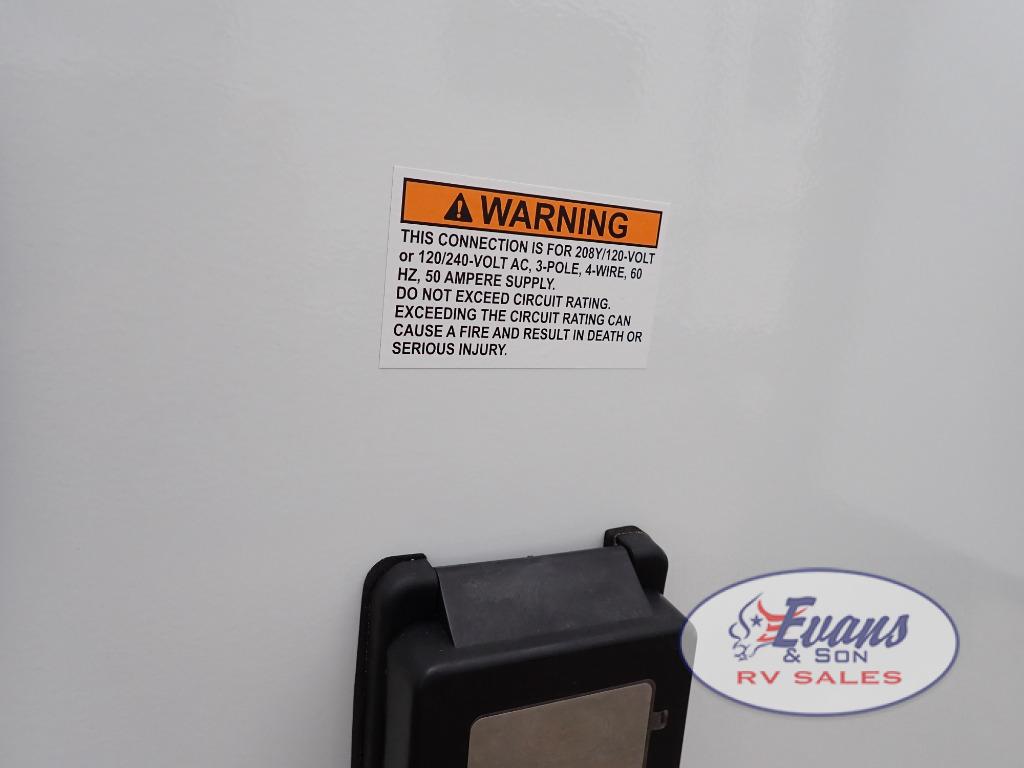 WARNING
THIS CONNECTION IS FOR 208Y/120-VOLT
or 120/240-VOLT AC, 3-POLE, 4-WIRE, 60
HZ, 50 AMPERE SUPPLY.
DO NOT EXCEED CIRCUIT RATING.
EXCEEDING THE CIRCUIT RATING CAN
CAUSE A FIRE AND RESULT IN DEATH OR
SERIOUS INJURY.
Evans
& SON
RV SALES